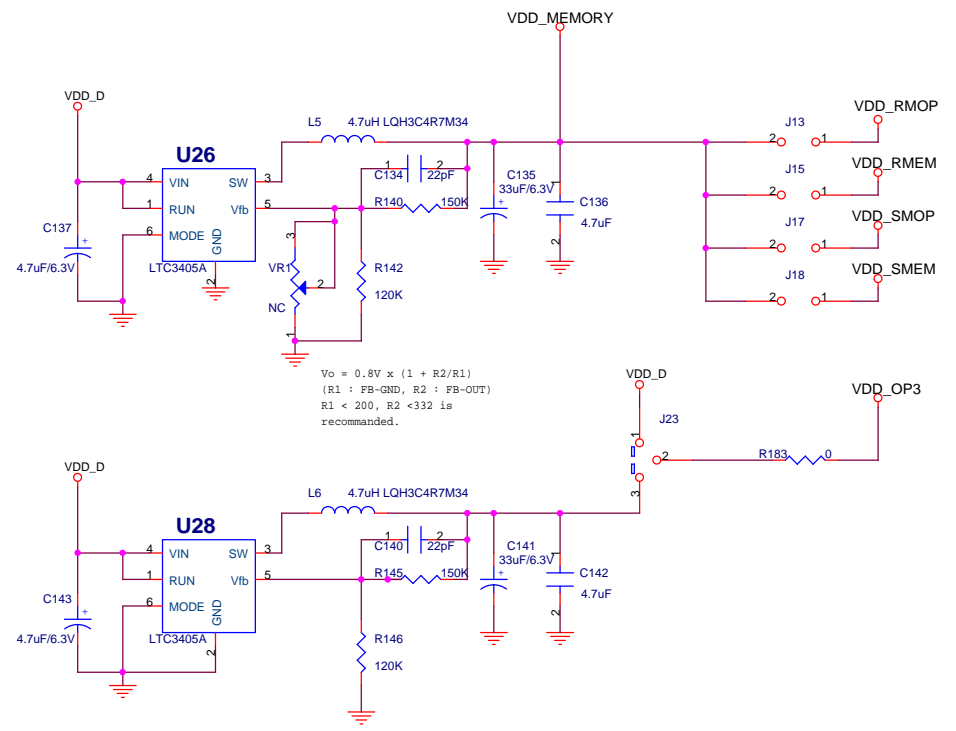 VDD_MEMORY
VDD_D
L5 4.7uH LQH3C4R7M34
VDD_RMOP
J13
2 1
U26
1 2
C134 22pF
C135
33uF/6.3V
J15
VDD_RMEM
2 1
4 VIN SW 3
1 RUN Vfb 5
6 MODE
GND
2
LTC3405A
R140 150K
1
C136
4.7uF
2
J17
VDD_SMOP
2 1
C137
+
4.7uF/6.3V
+
3
VR1
2
NC
1
R142
120K
J18
VDD_SMEM
2 1
Vo = 0.8V x (1 + R2/R1)
(R1 : FB-GND, R2 : FB-OUT)
R1 < 200, R2 <332 is
recommanded.
VDD_D
VDD_OP3
J23
1
2
3
R183 0
VDD_D
L6 4.7uH LQH3C4R7M34
U28
1 2
C140 22pF
C141
33uF/6.3V
+
4 VIN SW 3
1 RUN Vfb 5
6 MODE
GND
2
LTC3405A
R145 150K
1
C142
4.7uF
2
C143
+
4.7uF/6.3V
R146
120K